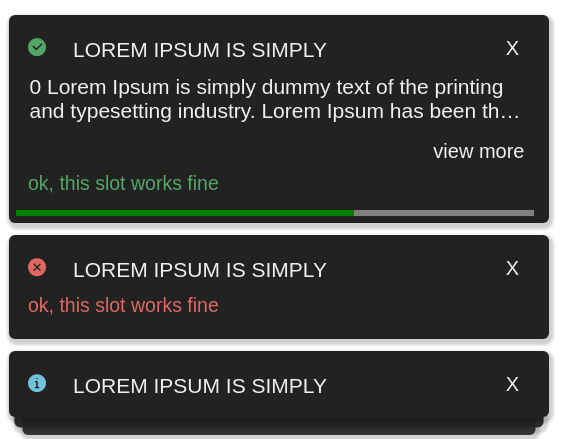 LOREM IPSUM IS SIMPLY X
0 Lorem Ipsum is simply dummy text of the printing
and typesetting industry. Lorem Ipsum has been th…
view more
ok, this slot works fine
LOREM IPSUM IS SIMPLY X
ok, this slot works fine
LOREM IPSUM IS SIMPLY X